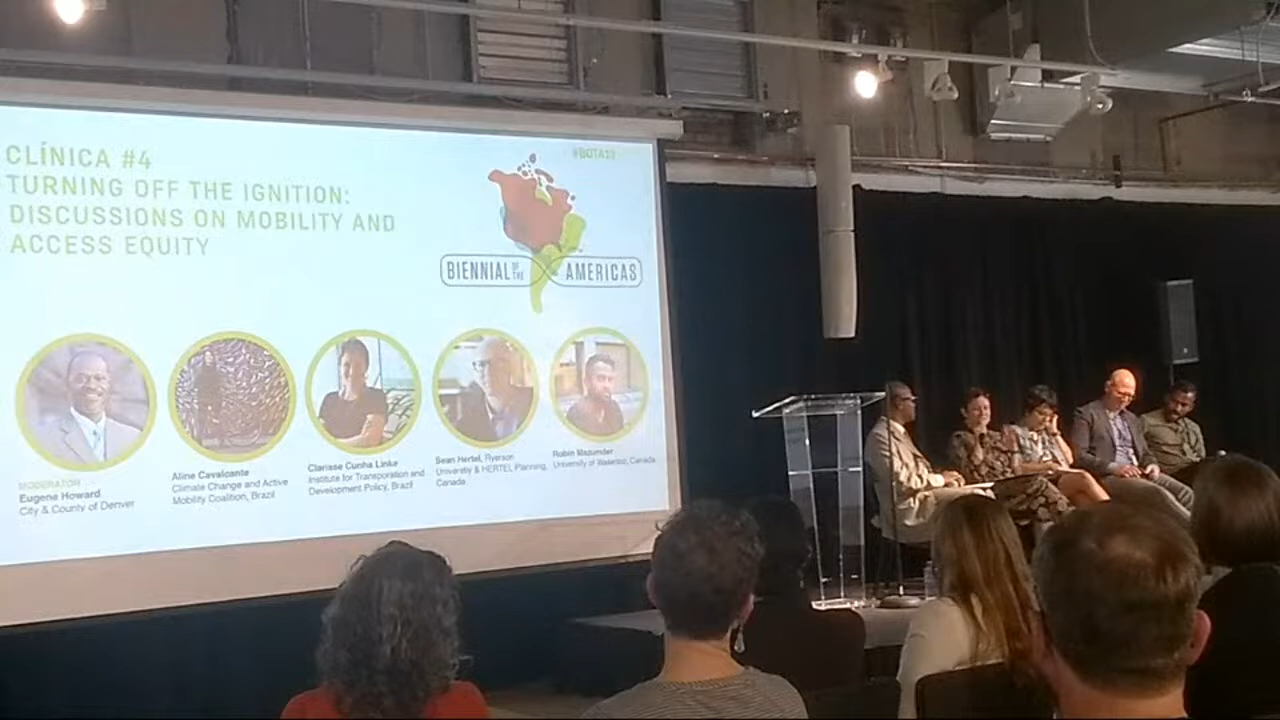 CLÍNICA #4
TURNING OFF THE IGNITION:
DISCUSSIONS ON MOBILITY AND
ACCESS EQUITY
BIENNIAL OF THE AMERICAS
MODERATOR
Eugene Howard
City & County of Denver
Aline Cavalcante
Climate Change and Active
Mobility Coalition, Brazil
Clarisse Cunha Linke
Institute for Transporation and
Development Policy, Brazil
Sean Hertel, Ryerson
University & HERTEL Planning,
Canada
Robin Mazumder
University of Waterloo, Canada